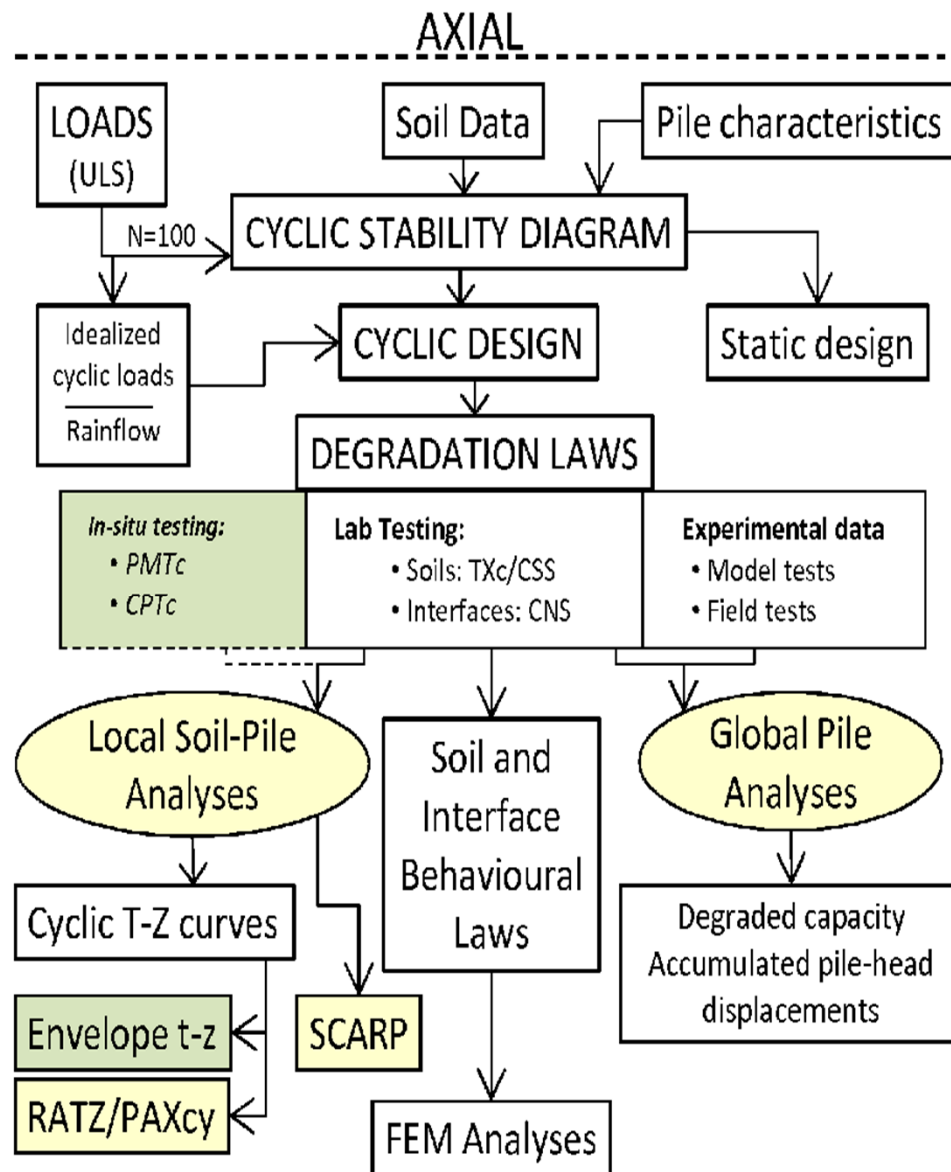 AXIAL
LOADS
(ULS)
Soil Data
Pile characteristics
N=100
CYCLIC STABILITY DIAGRAM
Idealized
cyclic loads
Rainflow
CYCLIC DESIGN
Static design
DEGRADATION LAWS
In-situ testing:
• PMTc
• CPTc
Lab Testing:
• Soils: TXc/CSS
• Interfaces: CNS
Experimental data
• Model tests
• Field tests
Local Soil-Pile
Analyses
Soil and
Interface
Behavioural
Laws
Global Pile
Analyses
Cyclic T-Z curves
Degraded capacity
Accumulated pile-head
displacements
Envelope t-z
SCARP
RATZ/PAXcy
FEM Analyses